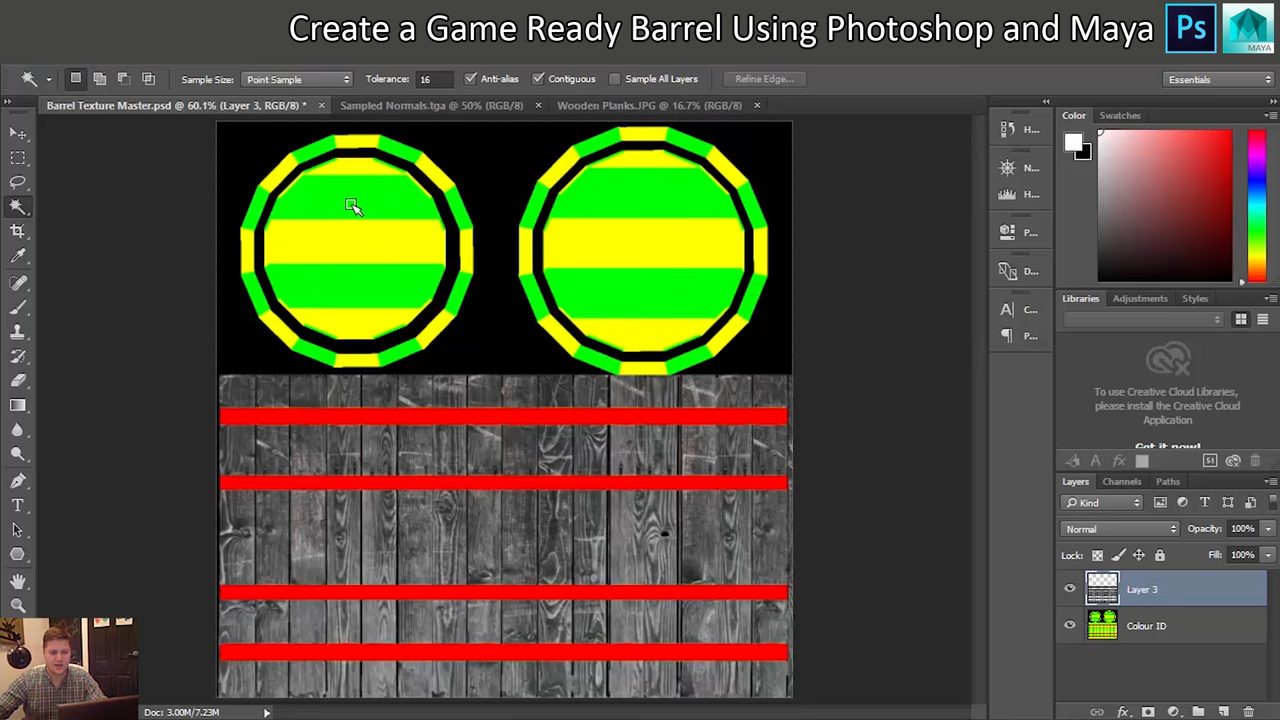 Create a Game Ready Barrel Using Photoshop and Maya Ps MAYA
Sample Size: Point Sample Tolerance: 16 Anti-alias Contiguous Sample All Layers Refine Edge... Essentials
Barrel Texture Master.psd @ 60.1% (Layer 3, RGB/8) * × Sampled Normals.tga @ 50% (RGB/8) × Wooden Planks.JPG @ 16.7% (RGB/8) ×
Color Swatches
H...
N...
H...
P...
D...
C...
P...
Libraries Adjustments Styles
To use Creative Cloud Libraries,
please install the Creative Cloud
Application
Get it now!
Layers Channels Paths
Kind
Normal Opacity: 100%
Lock: Fill: 100%
Layer 3
Colour ID
Doc: 3.00M/7.23M